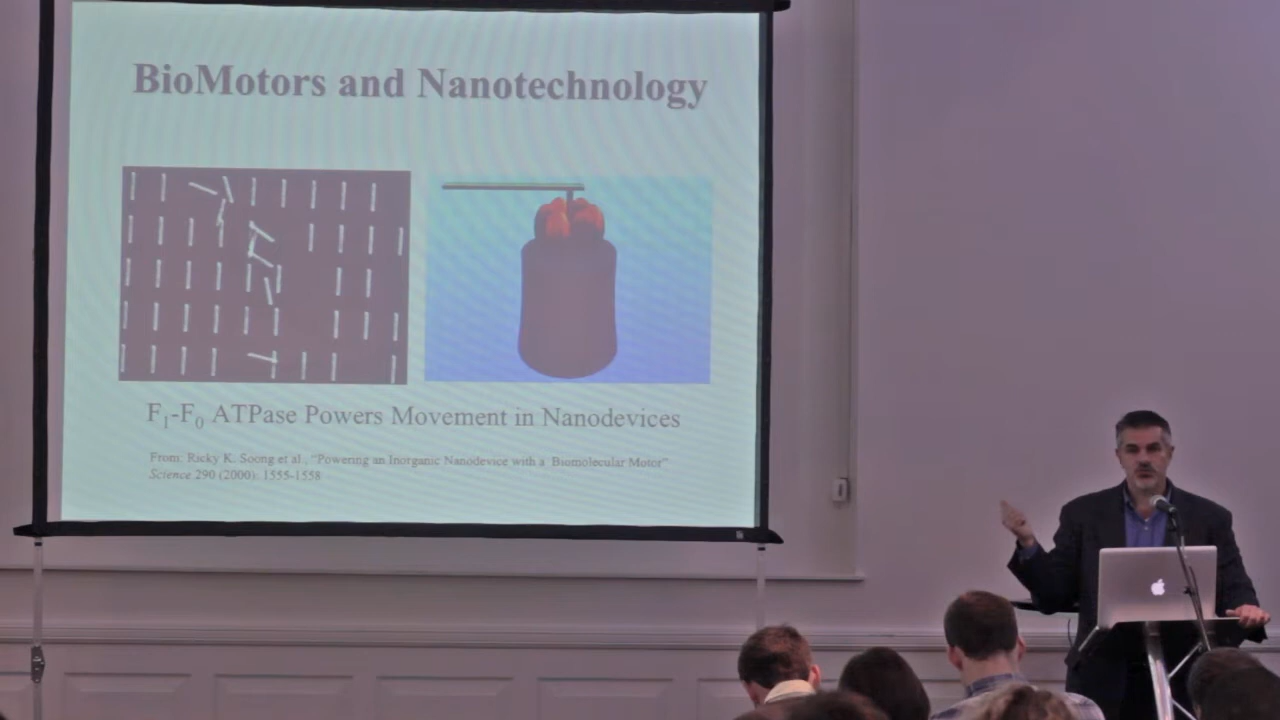 BioMotors and Nanotechnology
F1-F0 ATPase Powers Movement in Nanodevices
From: Ricky K. Soong et al., "Powering an Inorganic Nanodevice with a Biomolecular Motor"
Science 290 (2000): 1555-1558